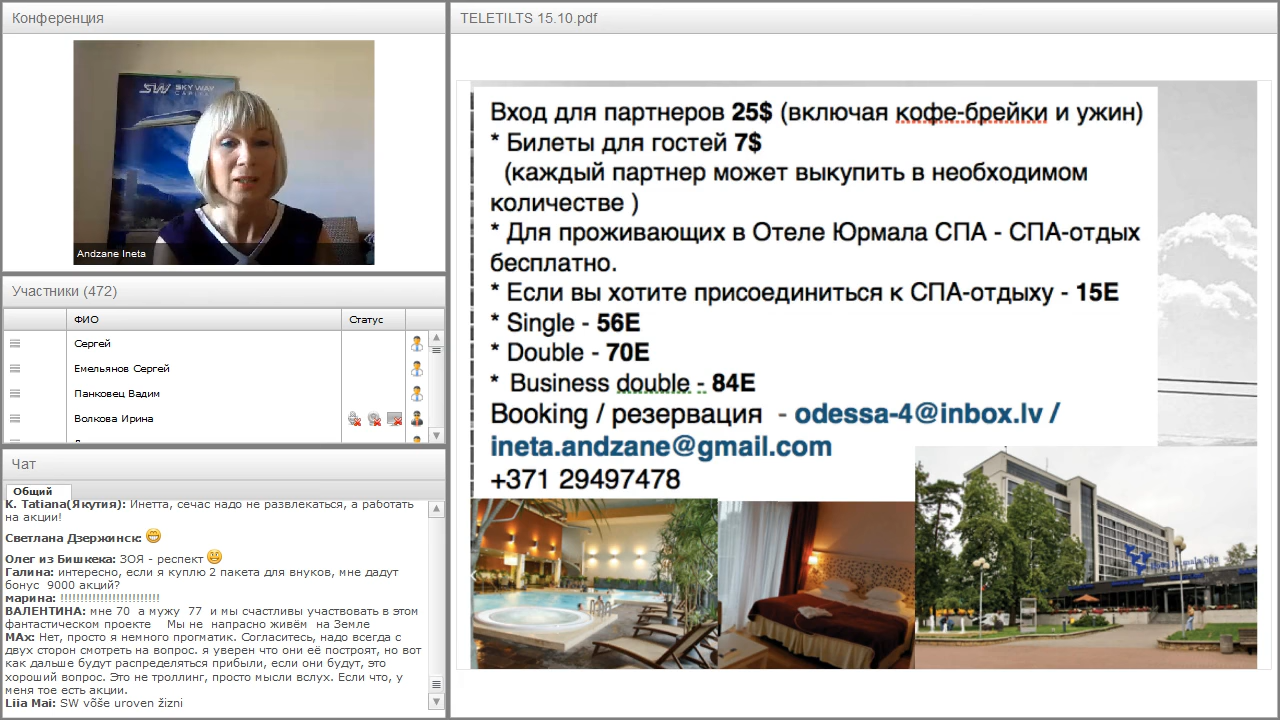 Конференция
SW SKY WAY
CAPITAL
Andzane Ineta
Участники (472)
ФИО
Статус
Сергей
Емельянов Сергей
Панковец Вадим
Волкова Ирина
Чат
Общий
K. Tatiana(Якутия): Инетта, сечас надо не развлекаться, а работать
на акции!
Светлана Дзержинск:
Олег из Бишкека: ЗОЯ - респект
Галина: интересно, если я куплю 2 пакета для внуков, мне дадут
бонус 9000 акций?
марина: !!!!!!!!!!!!!!!!!!!!!!!!!
ВАЛЕНТИНА: мне 70 а мужу 77 и мы счастливы участвовать в этом
фантастическом проекте Мы не напрасно живём на Земле
MAx: Нет, просто я немного прогматик. Согласитесь, надо всегда с
двух сторон смотреть на вопрос. я уверен, что они её построят, но вот
как дальше будут распределяться прибыли, если они будут, это
хороший вопрос. Это не троллинг, просто мысли вслух. Если что, у
меня тое есть акции.
Liia Mai: SW võše uroven žizni
TELETILTS 15.10.pdf
Вход для партнеров 25$ (включая кофе-брейки и ужин)
* Билеты для гостей 7$
(каждый партнер может выкупить в необходимом
количестве )
* Для проживающих в Отеле Юрмала СПА - СПА-отдых
бесплатно.
* Если вы хотите присоединиться к СПА-отдыху - 15E
* Single - 56E
* Double - 70E
* Business double - 84E
Booking / резервация - odessa-4@inbox.lv /
ineta.andzane@gmail.com
+371 29497478